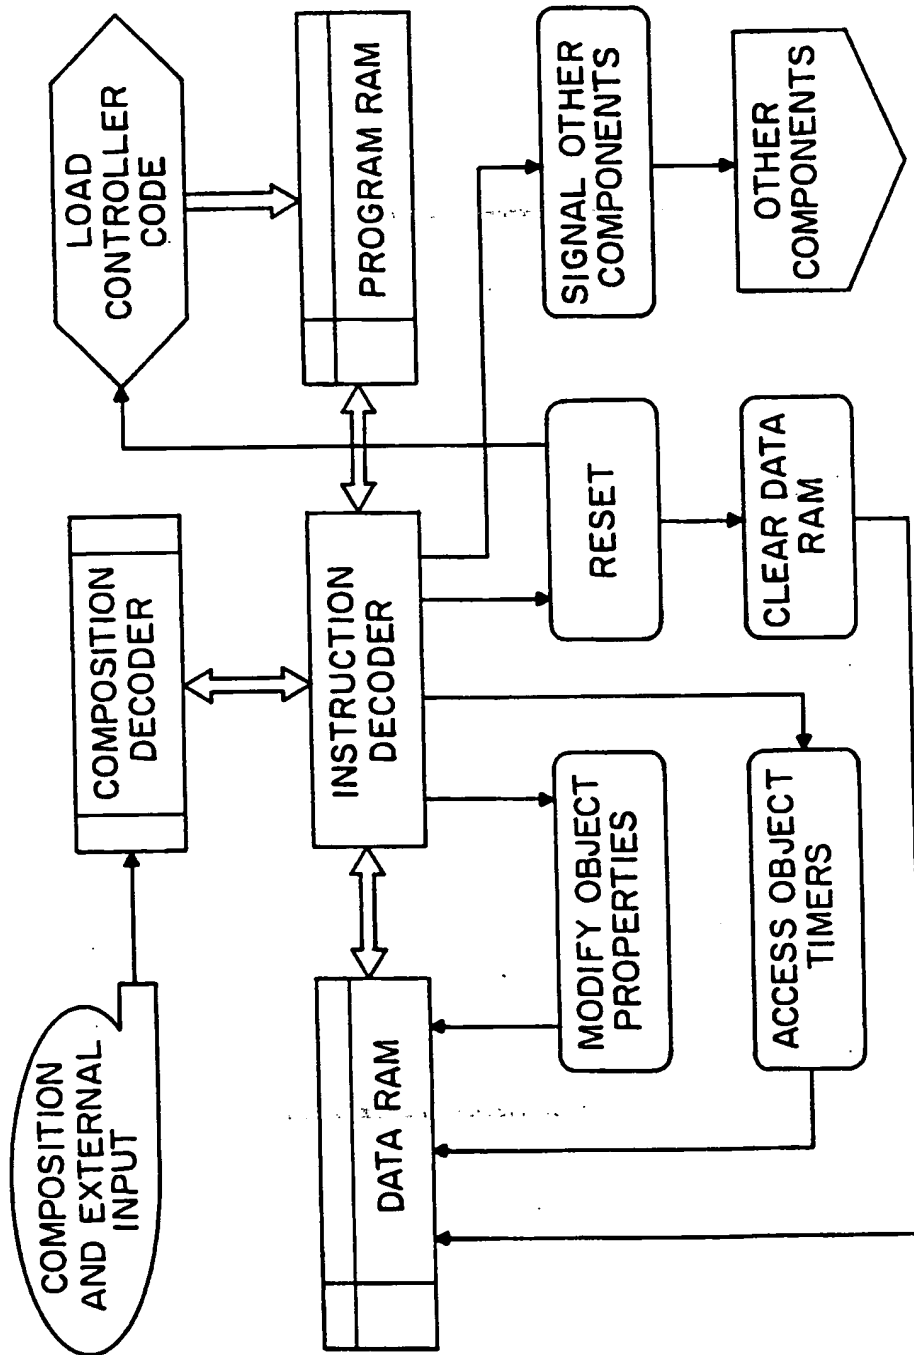 COMPOSITION
AND EXTERNAL
INPUT
COMPOSITION
DECODER
LOAD
CONTROLLER
CODE
DATA RAM
INSTRUCTION
DECODER
PROGRAM RAM
MODIFY OBJECT
PROPERTIES
RESET
SIGNAL OTHER
COMPONENTS
ACCESS OBJECT
TIMERS
CLEAR DATA
RAM
OTHER
COMPONENTS